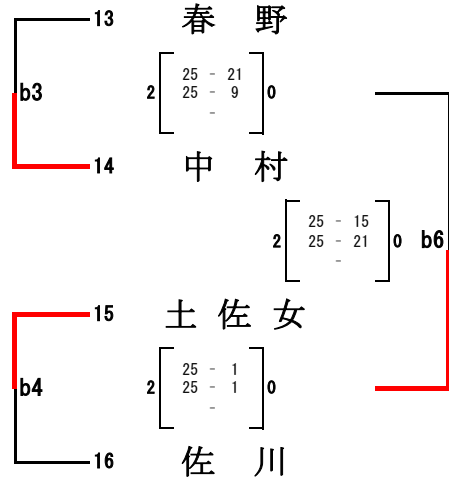 13 春 野
25 - 21
b3 2 25 - 9 0
-
14 中 村
25 - 15
2 25 - 21 0 b6
-
15 土 佐 女
25 - 1
b4 2 25 - 1 0
-
16 佐 川